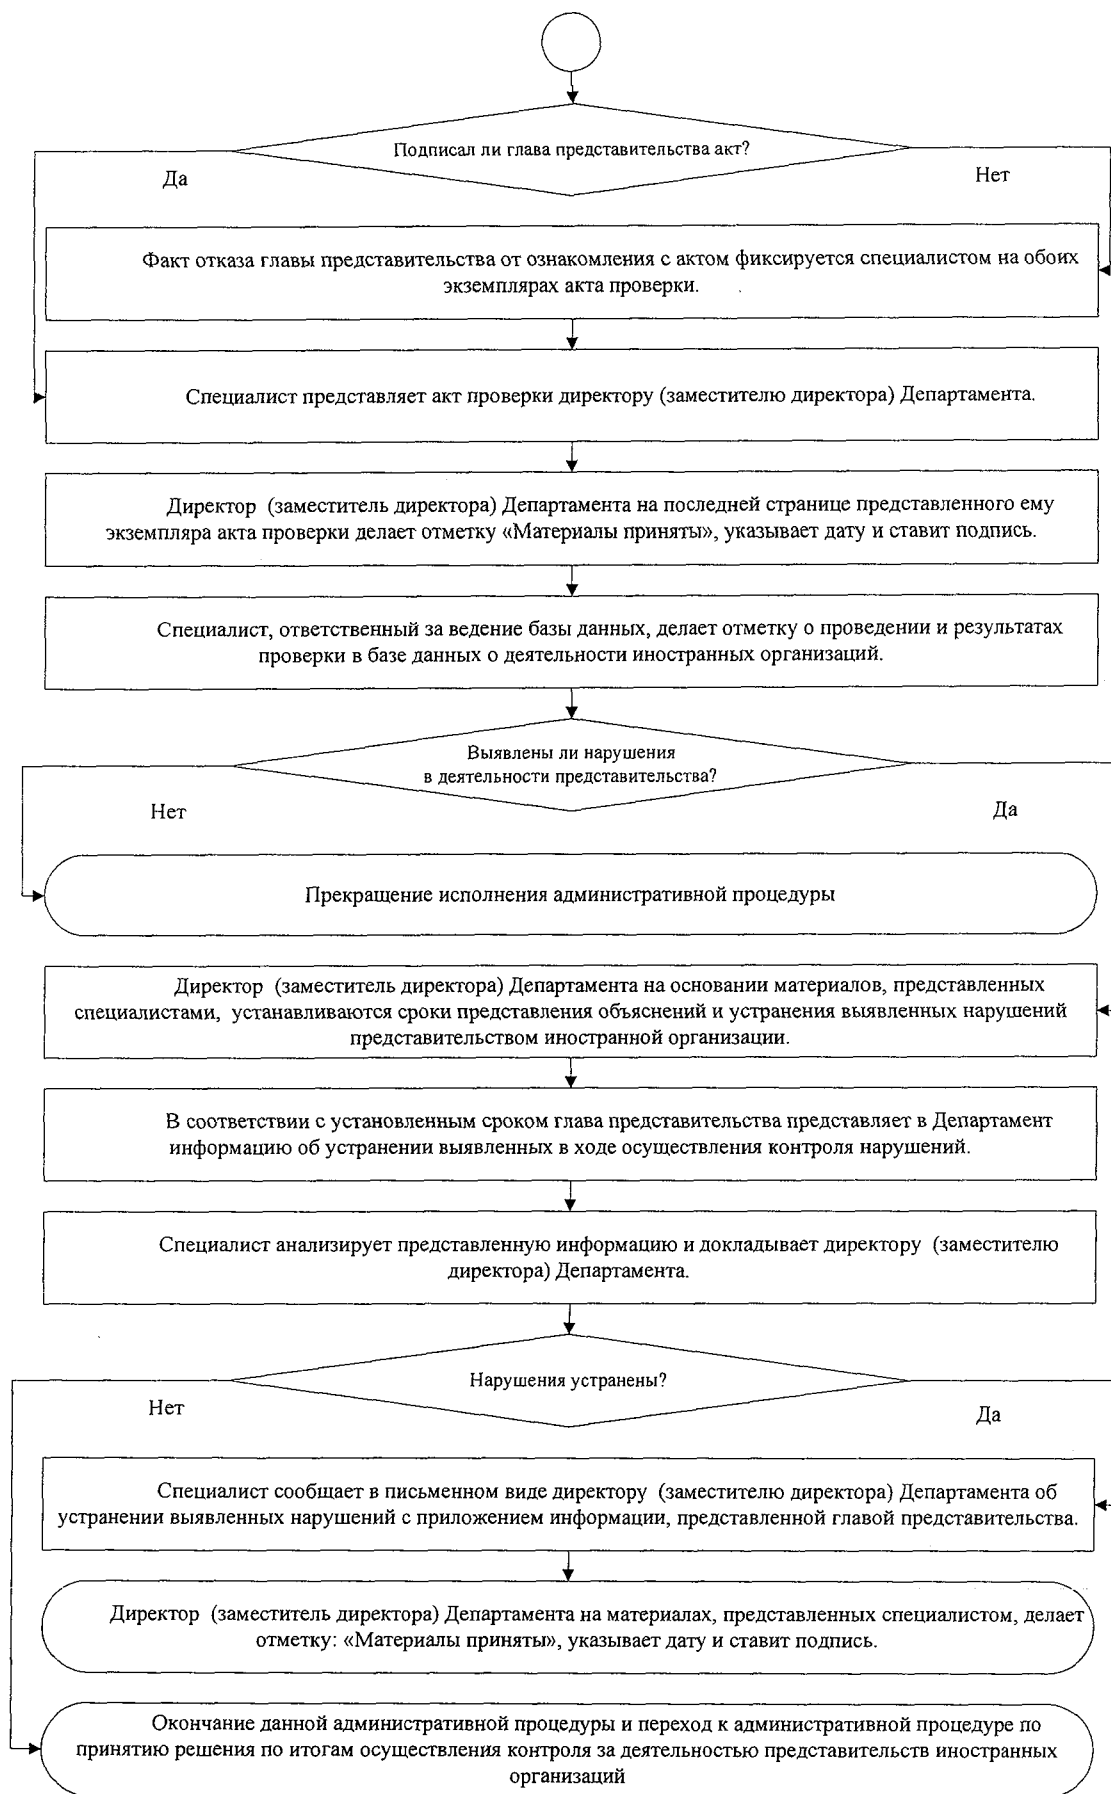 Подписал ли глава представительства акт?
Да
Нет
Факт отказа главы представительства от ознакомления с актом фиксируется специалистом на обоих
экземплярах акта проверки.
Специалист представляет акт проверки директору (заместителю директора) Департамента.
Директор (заместитель директора) Департамента на последней странице представленного ему
экземпляра акта проверки делает отметку «Материалы приняты», указывает дату и ставит подпись.
Специалист, ответственный за ведение базы данных, делает отметку о проведении и результатах
проверки в базе данных о деятельности иностранных организаций.
Выявлены ли нарушения
в деятельности представительства?
Нет
Да
Прекращение исполнения административной процедуры
Директор (заместитель директора) Департамента на основании материалов, представленных
специалистами, устанавливаются сроки представления объяснений и устранения выявленных нарушений
представительством иностранной организации.
В соответствии с установленным сроком глава представительства представляет в Департамент
информацию об устранении выявленных в ходе осуществления контроля нарушений.
Специалист анализирует представленную информацию и докладывает директору (заместителю
директора) Департамента.
Нарушения устранены?
Нет
Да
Специалист сообщает в письменном виде директору (заместителю директора) Департамента об
устранении выявленных нарушений с приложением информации, представленной главой представительства.
Директор (заместитель директора) Департамента на материалах, представленных специалистом, делает
отметку: «Материалы приняты», указывает дату и ставит подпись.
Окончание данной административной процедуры и переход к административной процедуре по
принятию решения по итогам осуществления контроля за деятельностью представительств иностранных
организаций